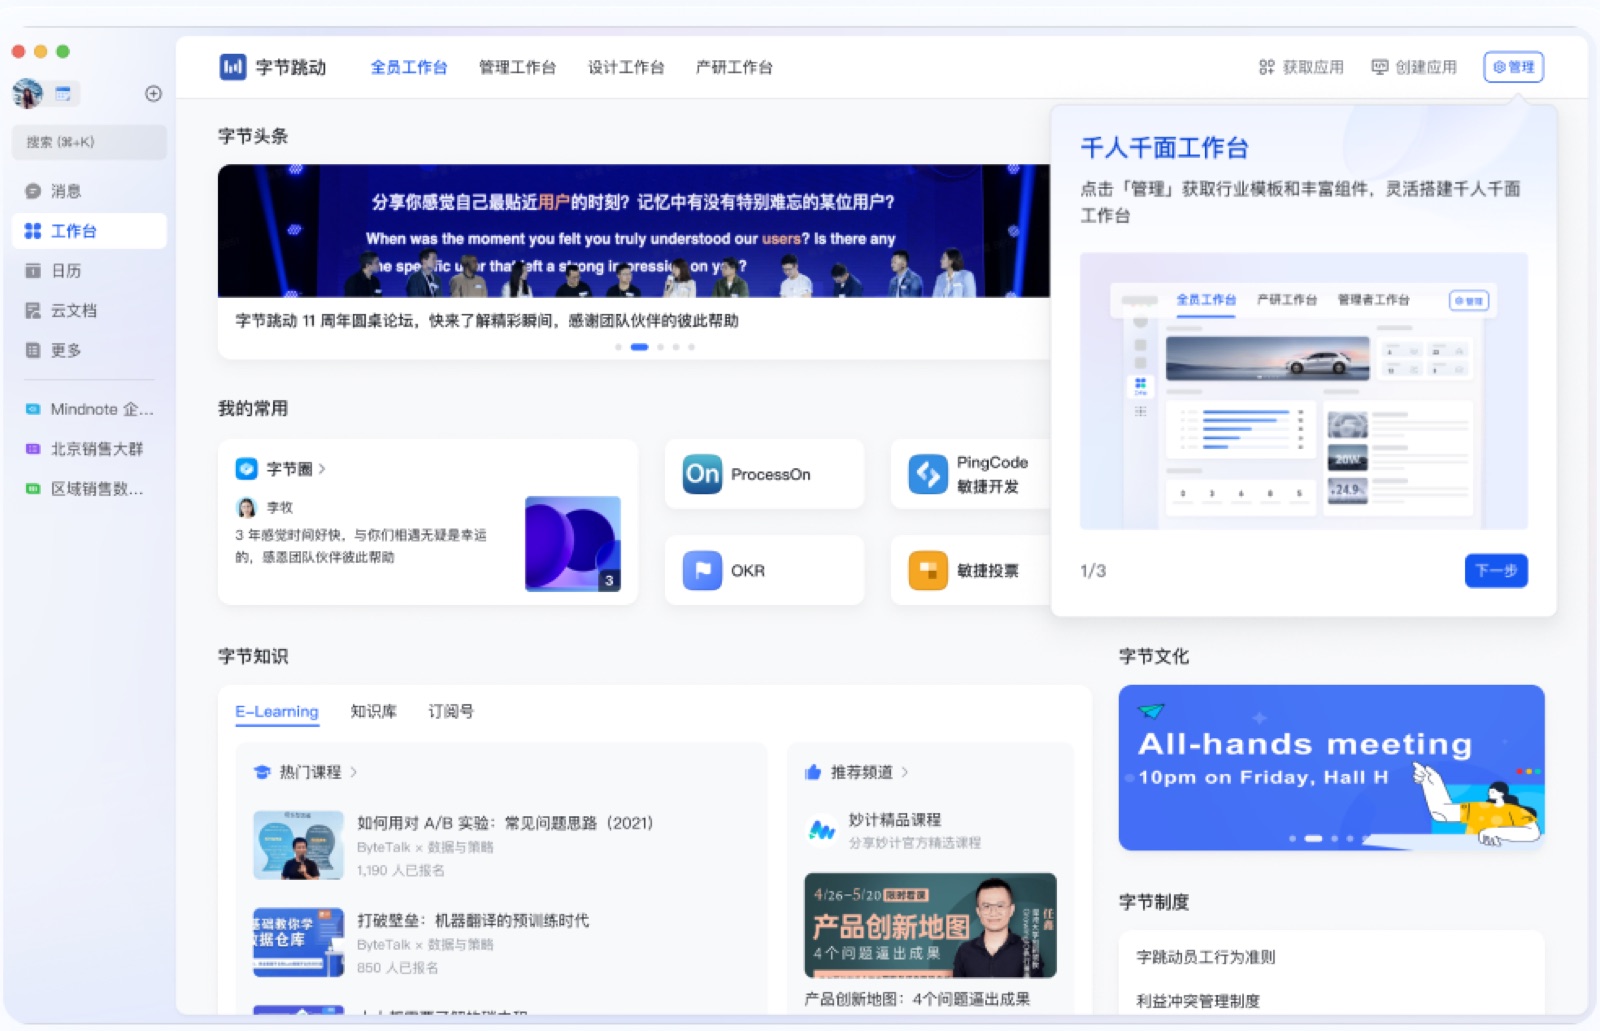 字节跳动
全员工作台
管理工作台
设计工作台
产研工作台
获取应用
创建应用
管理
搜索 (⌘+K)
消息
工作台
日历
云文档
更多
Mindnote 企...
北京销售大群
区域销售数...
字节头条
分享你感觉自己最贴近用户的时刻？记忆中有没有特别难忘的某位用户？
When was the moment you felt you truly understood our users? Is there any
字节跳动 11 周年圆桌论坛，快来了解精彩瞬间，感谢团队伙伴的彼此帮助
千人千面工作台
点击「管理」获取行业模板和丰富组件，灵活搭建千人千面
工作台
全员工作台
产研工作台
管理者工作台
管理
20W
+24.9
1/3
下一步
我的常用
字节圈
李牧
3 年感觉时间好快，与你们相遇无疑是幸运
的，感恩团队伙伴彼此帮助
3
On
ProcessOn
PingCode
敏捷开发
OKR
敏捷投票
字节知识
E-Learning
知识库
订阅号
热门课程
如何用对 A/B 实验：常见问题思路（2021）
ByteTalk × 数据与策略
1,190 人已报名
基础教你学
数据仓库
打破壁垒：机器翻译的预训练时代
ByteTalk × 数据与策略
850 人已报名
推荐频道
妙计精品课程
分享妙计官方精选课程
4/26-5/20 限时看课
产品创新地图
4个问题逼出成果
任鑫
产品创新地图：4个问题逼出成果
字节文化
All-hands meeting
10pm on Friday, Hall H
字节制度
字跳动员工行为准则
利益冲突管理制度